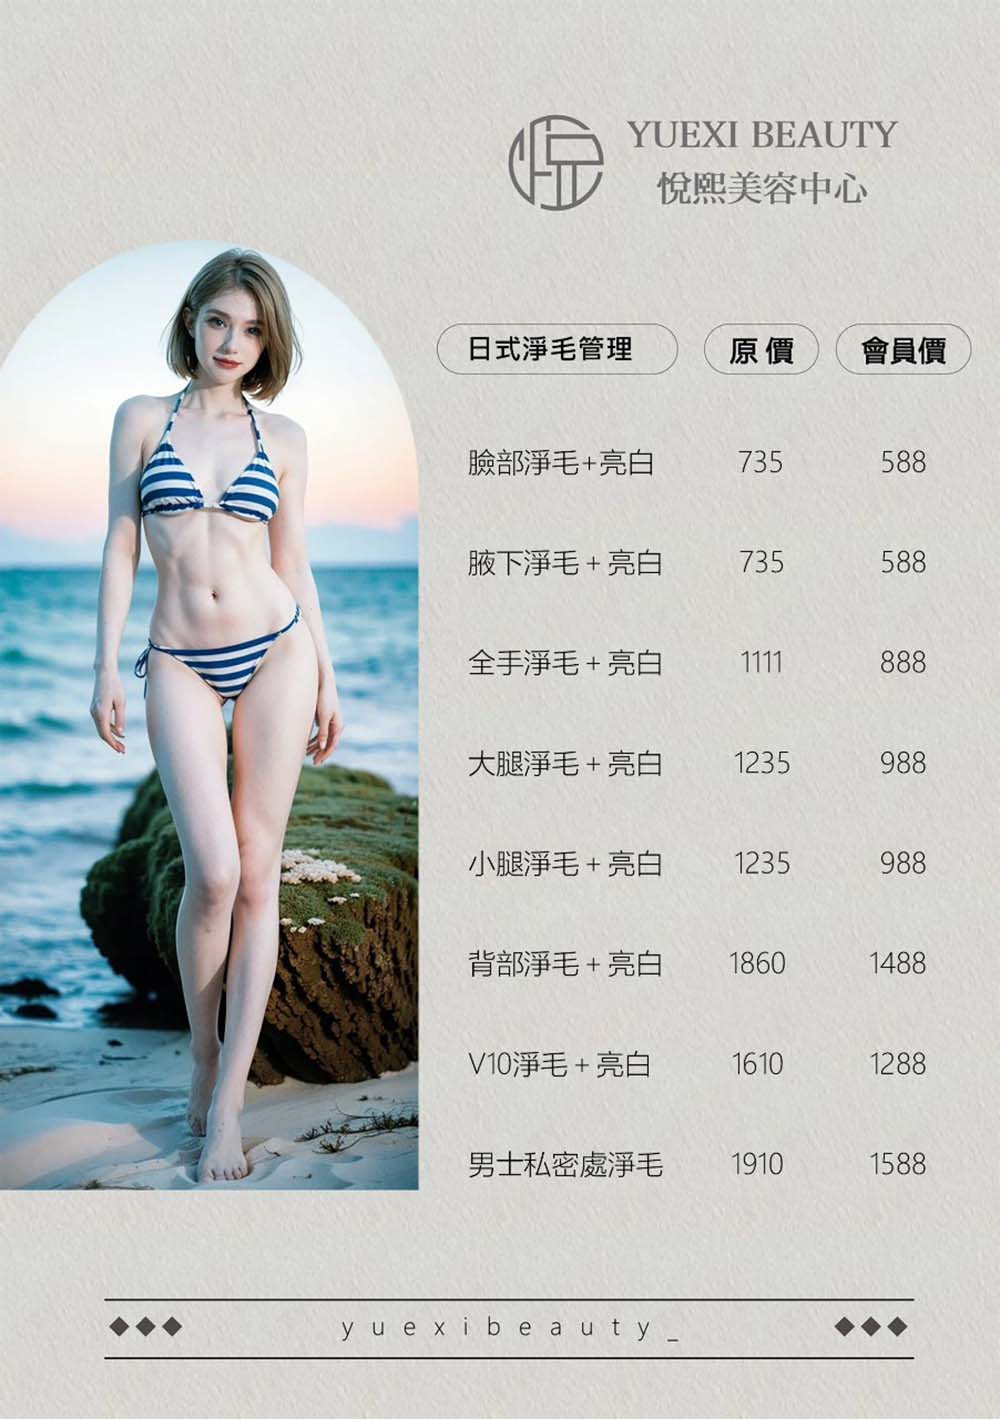 YUEXI BEAUTY
悅熙美容中心
日式淨毛管理 原價 會員價
臉部淨毛+亮白 735 588
腋下淨毛+亮白 735 588
全手淨毛+亮白 1111 888
大腿淨毛+亮白 1235 988
小腿淨毛+亮白 1235 988
背部淨毛+亮白 1860 1488
V10淨毛+亮白 1610 1288
男士私密處淨毛 1910 1588
yuexibeauty_